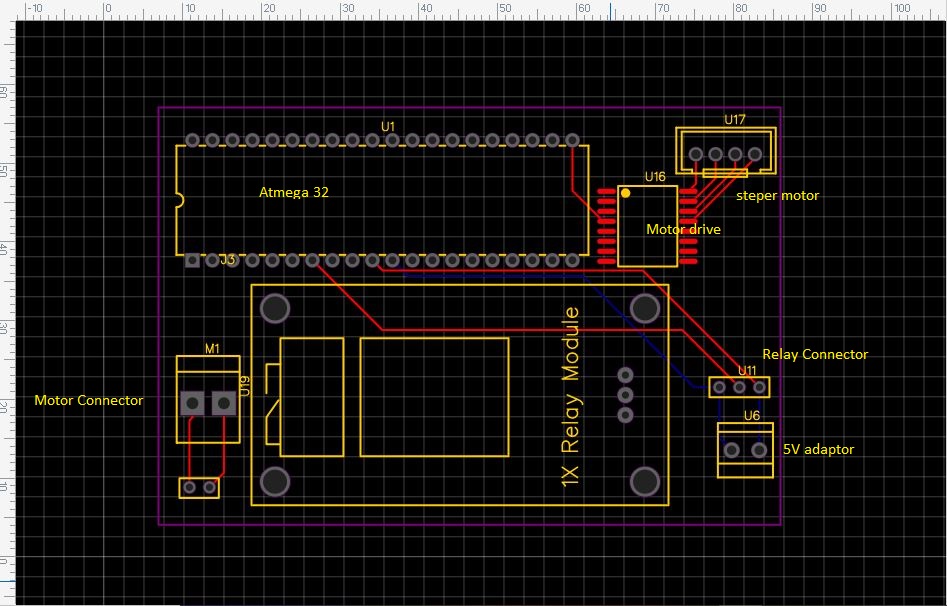 -10 0 10 20 30 40 50 60 70 80 90 100
60
U17
U1
50
U16
Atmega 32
steper motor
Motor drive
40
J3
30
1X Relay Module
M1
Relay Connector
U11
U19
20
Motor Connector
U6
5V adaptor
10
0